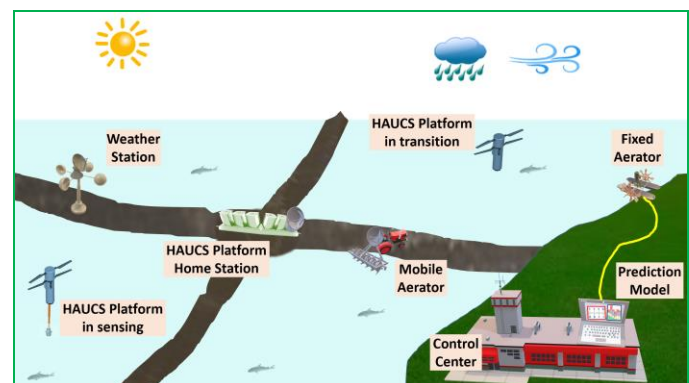 HAUCS Platform
in transition
Fixed
Aerator
Weather
Station
HAUCS Platform
Home Station
Mobile
Aerator
Prediction
Model
HAUCS Platform
in sensing
Control
Center